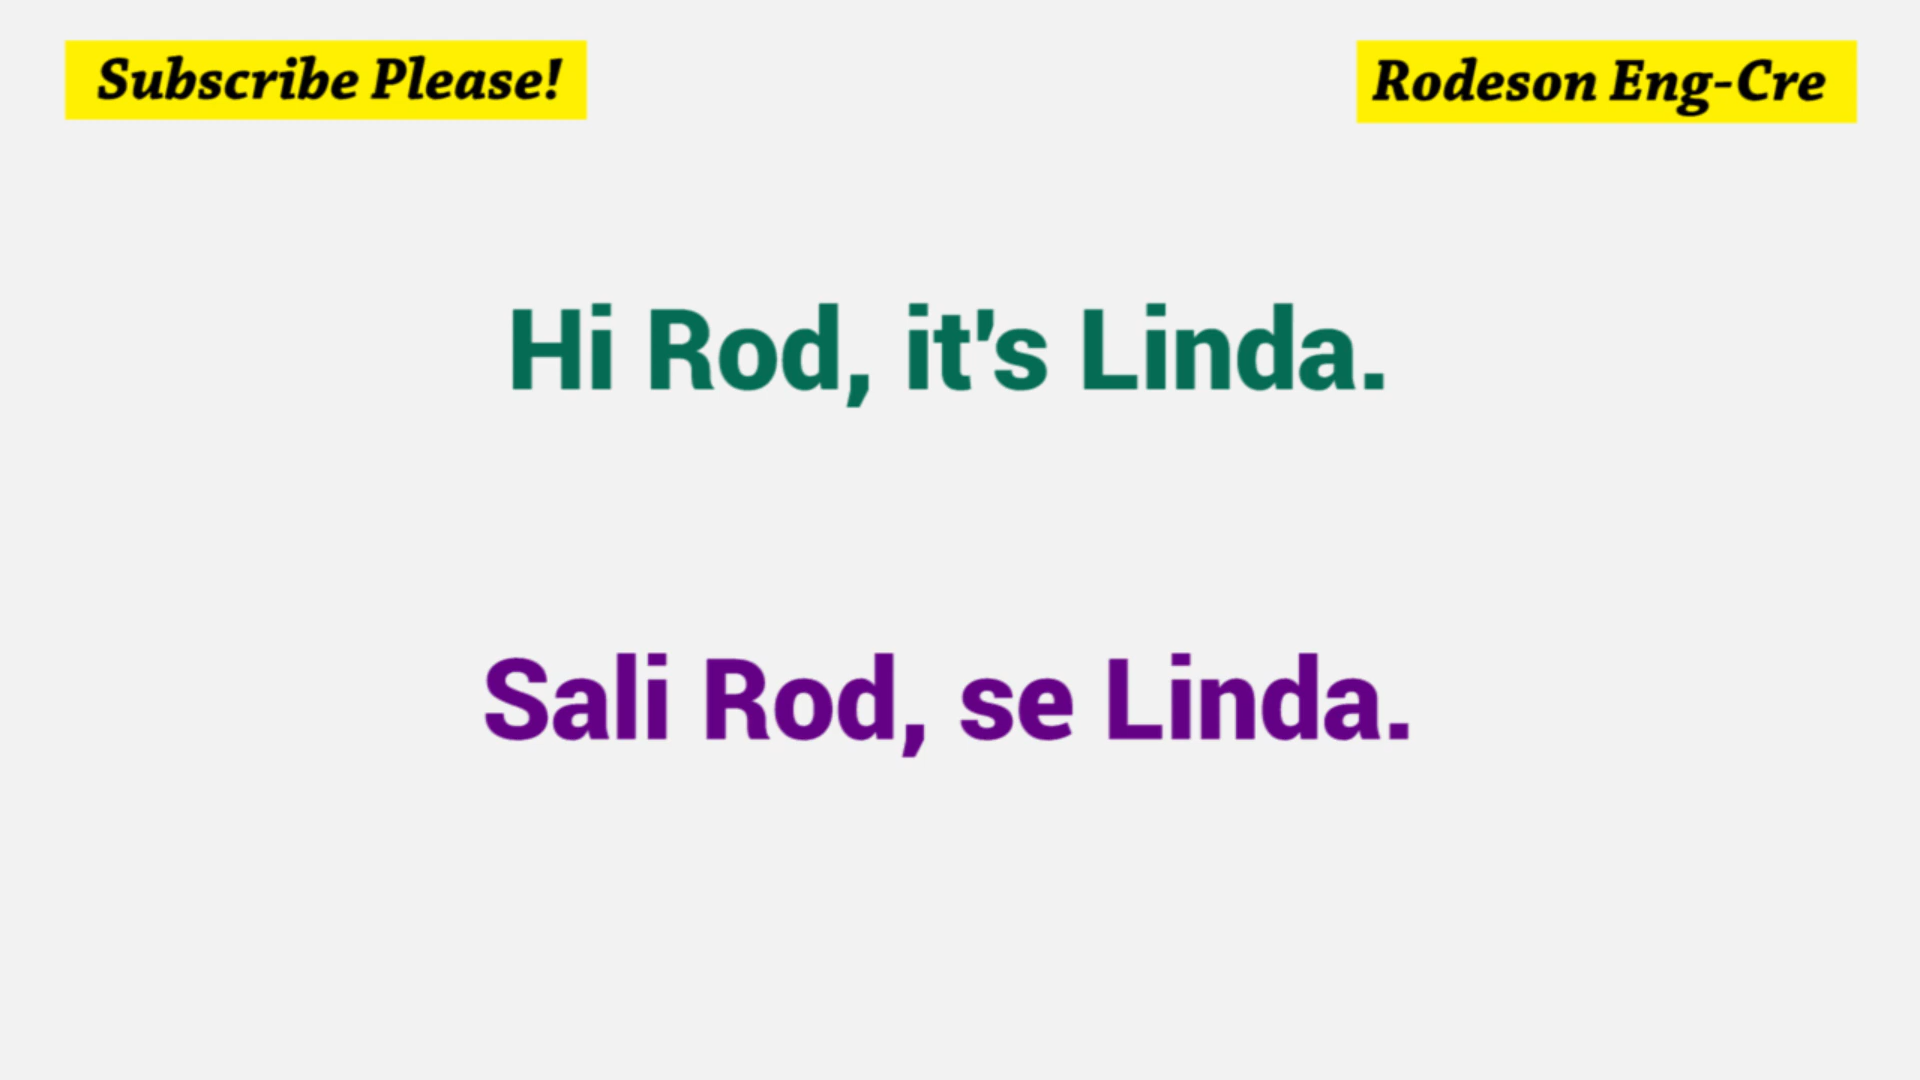 Subscribe Please!
Rodeson Eng-Cre
Hi Rod, it's Linda.
Sali Rod, se Linda.